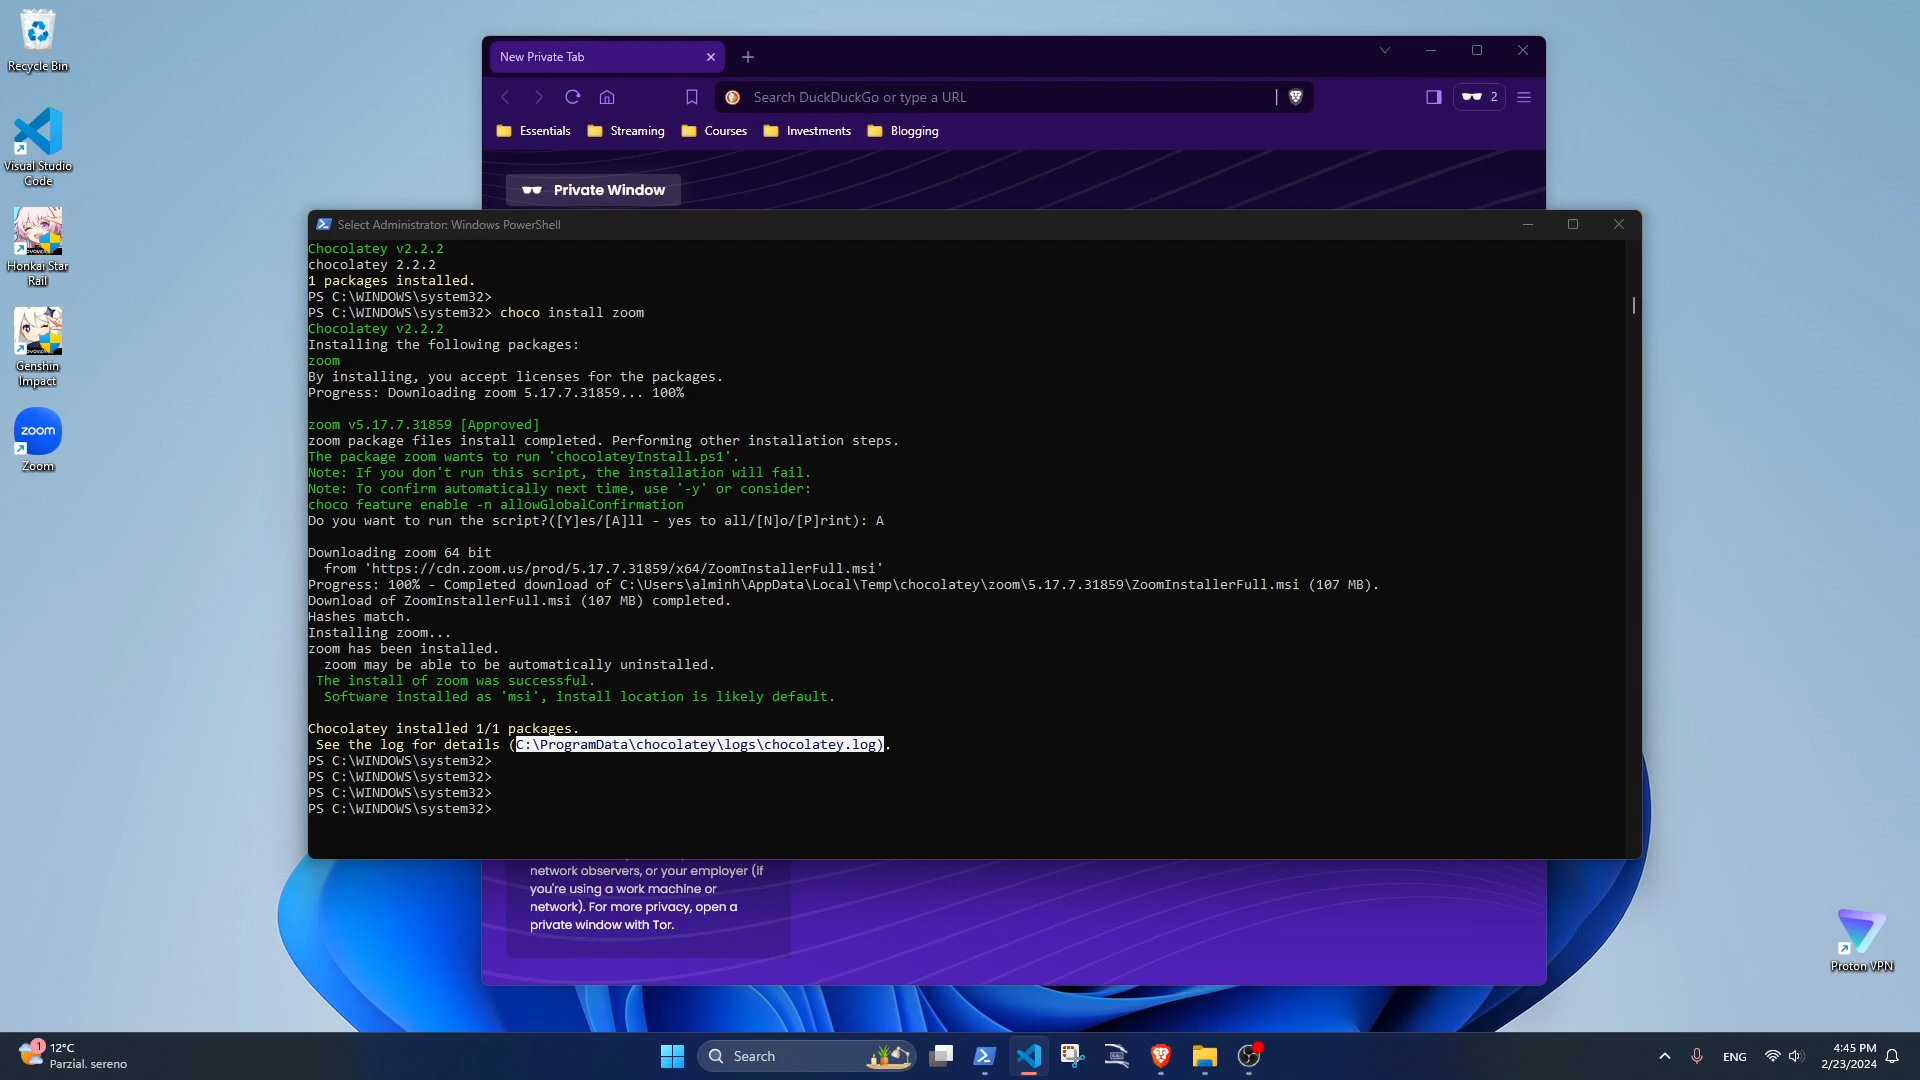 Recycle Bin
Visual Studio
Code
Honkai Star
Rail
Genshin
Impact
zoom
Zoom
New Private Tab
Search DuckDuckGo or type a URL
2
Essentials
Streaming
Courses
Investments
Blogging
Private Window
Select Administrator: Windows PowerShell
Chocolatey v2.2.2
chocolatey 2.2.2
1 packages installed.
PS C:\WINDOWS\system32>
PS C:\WINDOWS\system32> choco install zoom
Chocolatey v2.2.2
Installing the following packages:
zoom
By installing, you accept licenses for the packages.
Progress: Downloading zoom 5.17.7.31859... 100%
zoom v5.17.7.31859 [Approved]
zoom package files install completed. Performing other installation steps.
The package zoom wants to run 'chocolateyInstall.ps1'.
Note: If you don't run this script, the installation will fail.
Note: To confirm automatically next time, use '-y' or consider:
choco feature enable -n allowGlobalConfirmation
Do you want to run the script?([Y]es/[A]ll - yes to all/[N]o/[P]rint): A
Downloading zoom 64 bit
from 'https://cdn.zoom.us/prod/5.17.7.31859/x64/ZoomInstallerFull.msi'
Progress: 100% - Completed download of C:\Users\alminh\AppData\Local\Temp\chocolatey\zoom\5.17.7.31859\ZoomInstallerFull.msi (107 MB).
Download of ZoomInstallerFull.msi (107 MB) completed.
Hashes match.
Installing zoom...
zoom has been installed.
zoom may be able to be automatically uninstalled.
The install of zoom was successful.
Software installed as 'msi', install location is likely default.
Chocolatey installed 1/1 packages.
See the log for details (C:\ProgramData\chocolatey\logs\chocolatey.log).
PS C:\WINDOWS\system32>
PS C:\WINDOWS\system32>
PS C:\WINDOWS\system32>
PS C:\WINDOWS\system32>
network observers, or your employer (if
you're using a work machine or
network). For more privacy, open a
private window with Tor.
Proton VPN
1
12°C
Parzial. sereno
Search
ENG
4:45 PM
2/23/2024